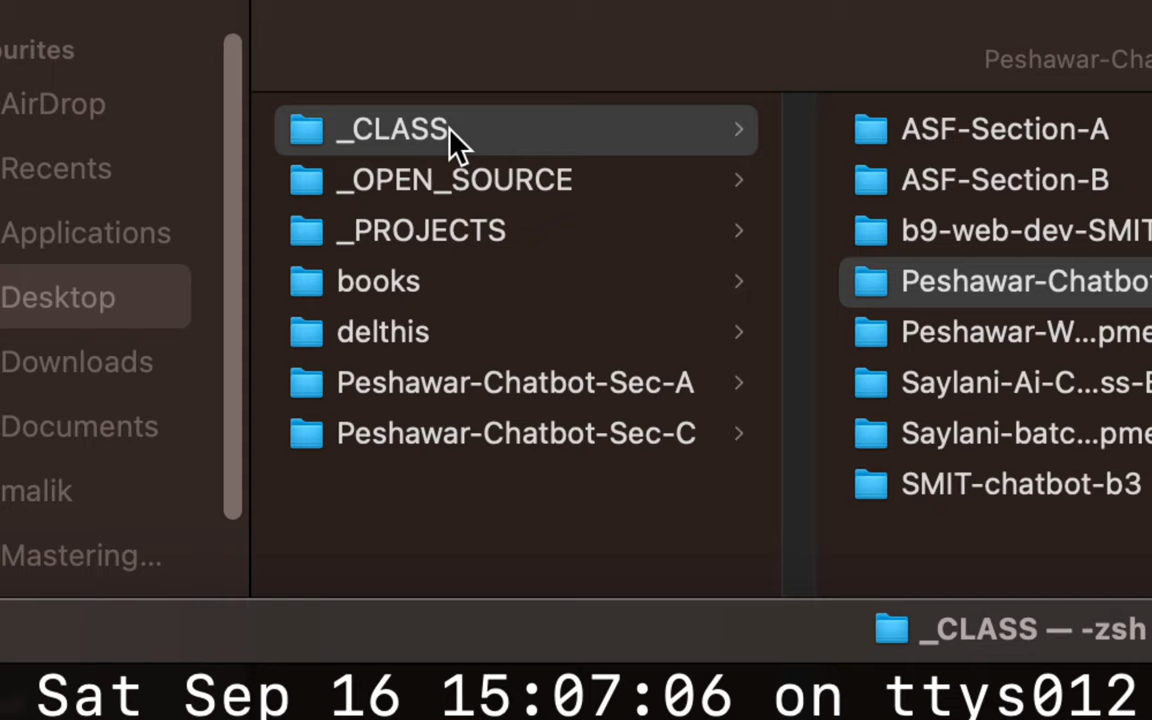 ourites
AirDrop
Recents
Applications
Desktop
Downloads
Documents
malik
Mastering...
Peshawar-Cha
_CLASS
_OPEN_SOURCE
_PROJECTS
books
delthis
Peshawar-Chatbot-Sec-A
Peshawar-Chatbot-Sec-C
ASF-Section-A
ASF-Section-B
b9-web-dev-SMIT
Peshawar-Chatbot
Peshawar-W...pme
Saylani-Ai-C...ss-E
Saylani-batc...pme
SMIT-chatbot-b3
_CLASS — -zsh
Sat Sep 16 15:07:06 on ttys012